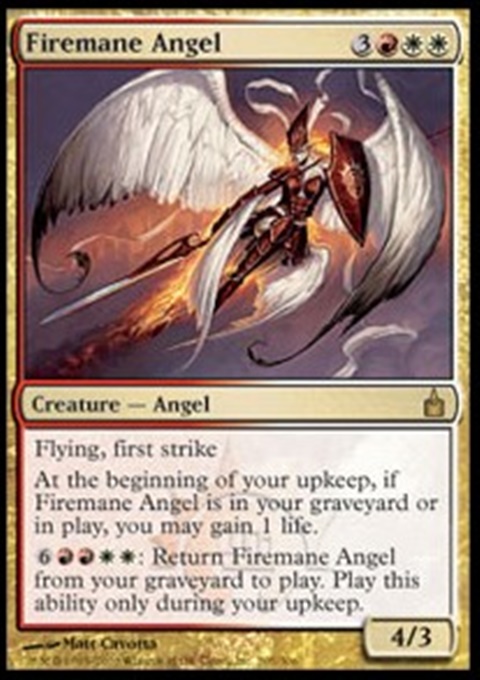 Firemane Angel 3
Creature — Angel
Flying, first strike
At the beginning of your upkeep, if
Firemane Angel is in your graveyard or
in play, you may gain 1 life.
6 : Return Firemane Angel
from your graveyard to play. Play this
ability only during your upkeep.
4/3
Matt Cavotta